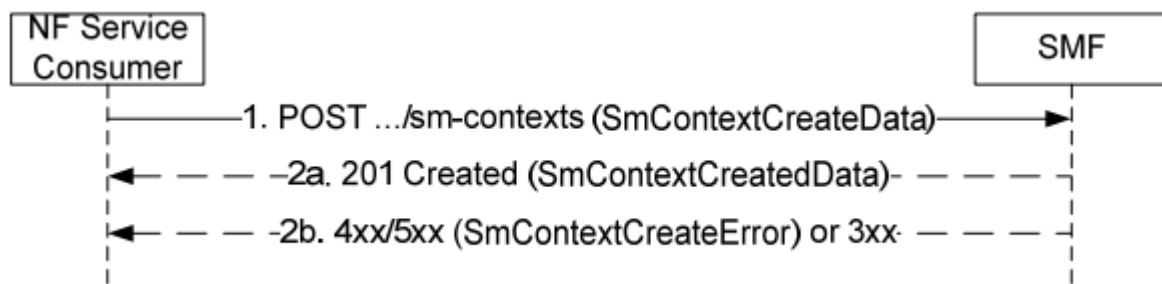 NF Service
Consumer
SMF
1. POST .../sm-contexts (SmContextCreateData)
2a. 201 Created (SmContextCreatedData)
2b. 4xx/5xx (SmContextCreateError) or 3xx